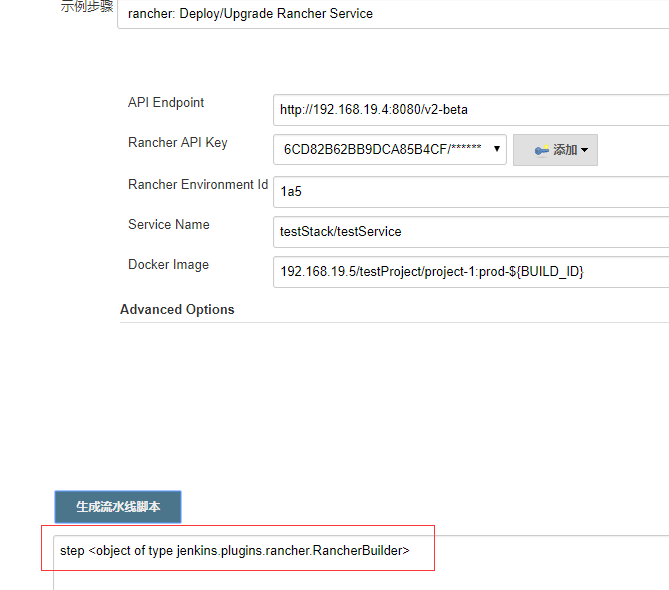 示例步骤
rancher: Deploy/Upgrade Rancher Service
API Endpoint
http://192.168.19.4:8080/v2-beta
Rancher API Key
6CD82B62BB9DCA85B4CF/******
添加
Rancher Environment Id
1a5
Service Name
testStack/testService
Docker Image
192.168.19.5/testProject/project-1:prod-${BUILD_ID}
Advanced Options
生成流水线脚本
step <object of type jenkins.plugins.rancher.RancherBuilder>